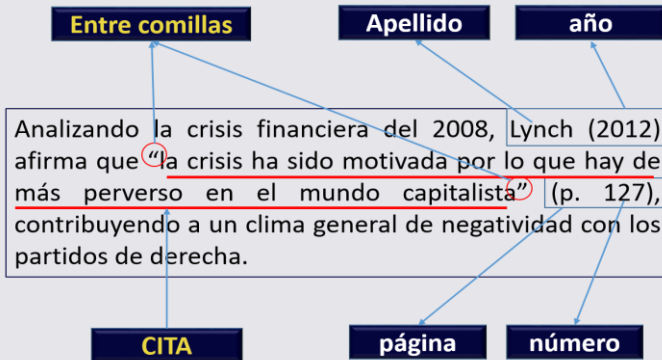 Entre comillas
Apellido
año
Analizando la crisis financiera del 2008, Lynch (2012)
afirma que “la crisis ha sido motivada por lo que hay de
más perverso en el mundo capitalista” (p. 127),
contribuyendo a un clima general de negatividad con los
partidos de derecha.
CITA
página
número